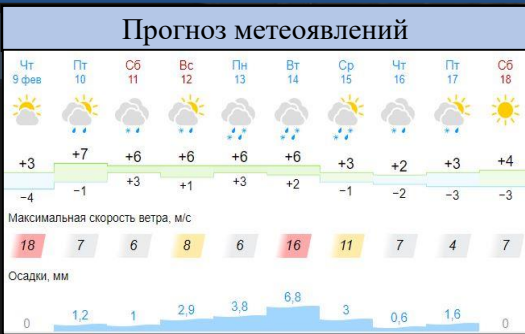 Прогноз метеоявлений
Чт Пт Сб Вс Пн Вт Ср Чт Пт Сб
9 фев 10 11 12 13 14 15 16 17 18
+3 +7 +6 +6 +6 +6 +3 +2 +3 +4
−4 −1 +3 +1 +3 +2 −1 −2 −3 −3
Максимальная скорость ветра, м/с
18 7 6 8 6 16 11 7 4 7
Осадки, мм
0 1,2 1 2,9 3,8 6,8 3 0,6 1,6 0